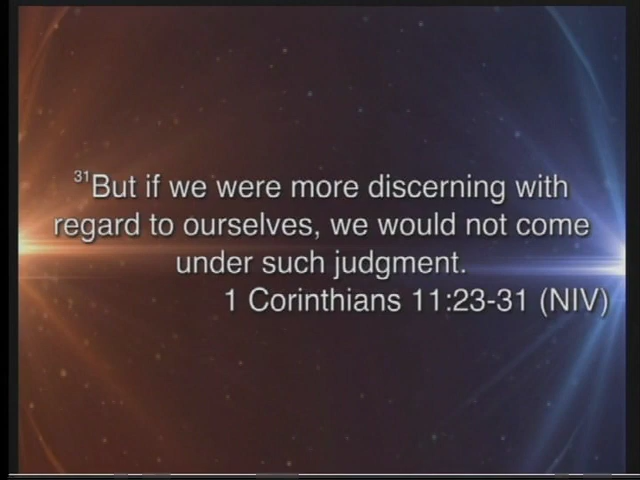 ³¹But if we were more discerning with
regard to ourselves, we would not come
under such judgment.
1 Corinthians 11:23-31 (NIV)